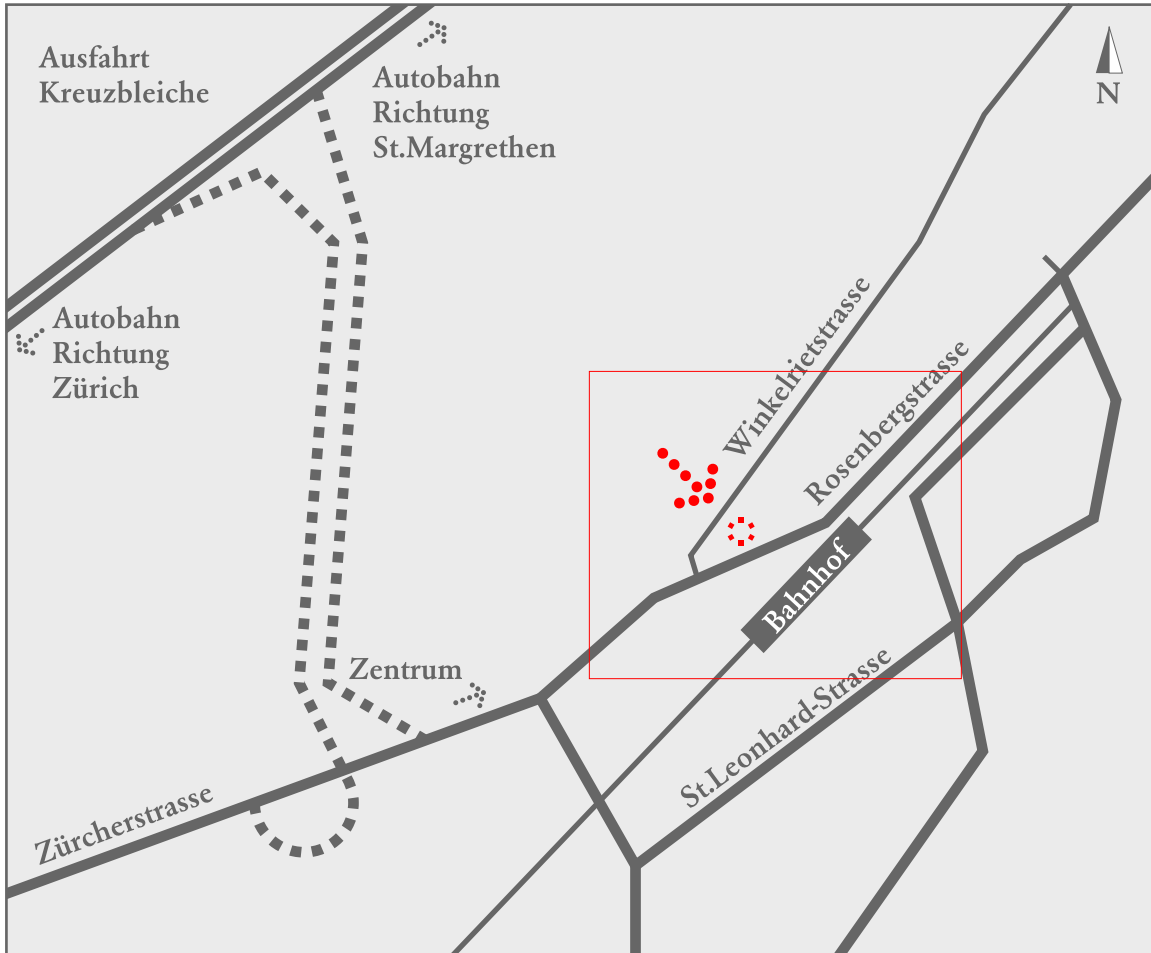 Ausfahrt
Kreuzbleiche
Autobahn
Richtung
St.Margrethen
N
Autobahn
Richtung
Zürich
Winkelrietstrasse
Rosenbergstrasse
Bahnhof
Zentrum
St.Leonhard-Strasse
Zürcherstrasse